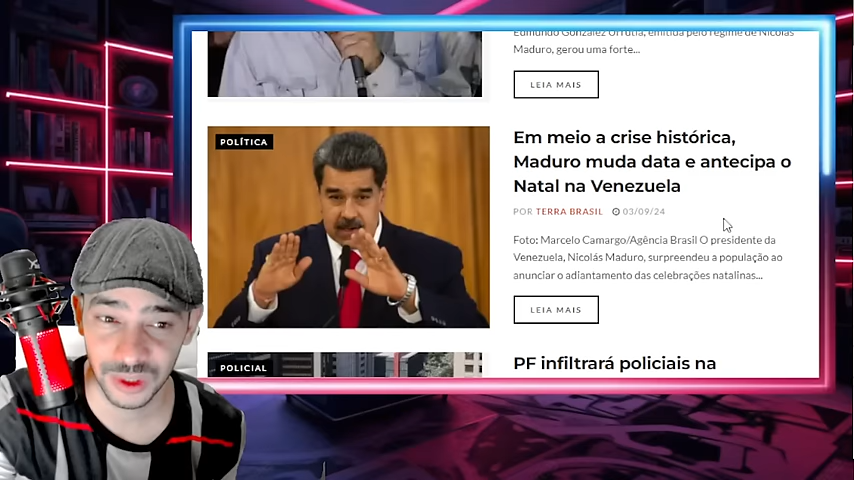 Edmundo González Urrutia, emitida pelo regime de Nicolás
Maduro, gerou uma forte...
LEIA MAIS
POLÍTICA
Em meio a crise histórica,
Maduro muda data e antecipa o
Natal na Venezuela
POR TERRA BRASIL 03/09/24
Foto: Marcelo Camargo/Agência Brasil O presidente da
Venezuela, Nicolás Maduro, surpreendeu a população ao
anunciar o adiantamento das celebrações natalinas...
LEIA MAIS
POLICIAL
PF infiltrará policiais na